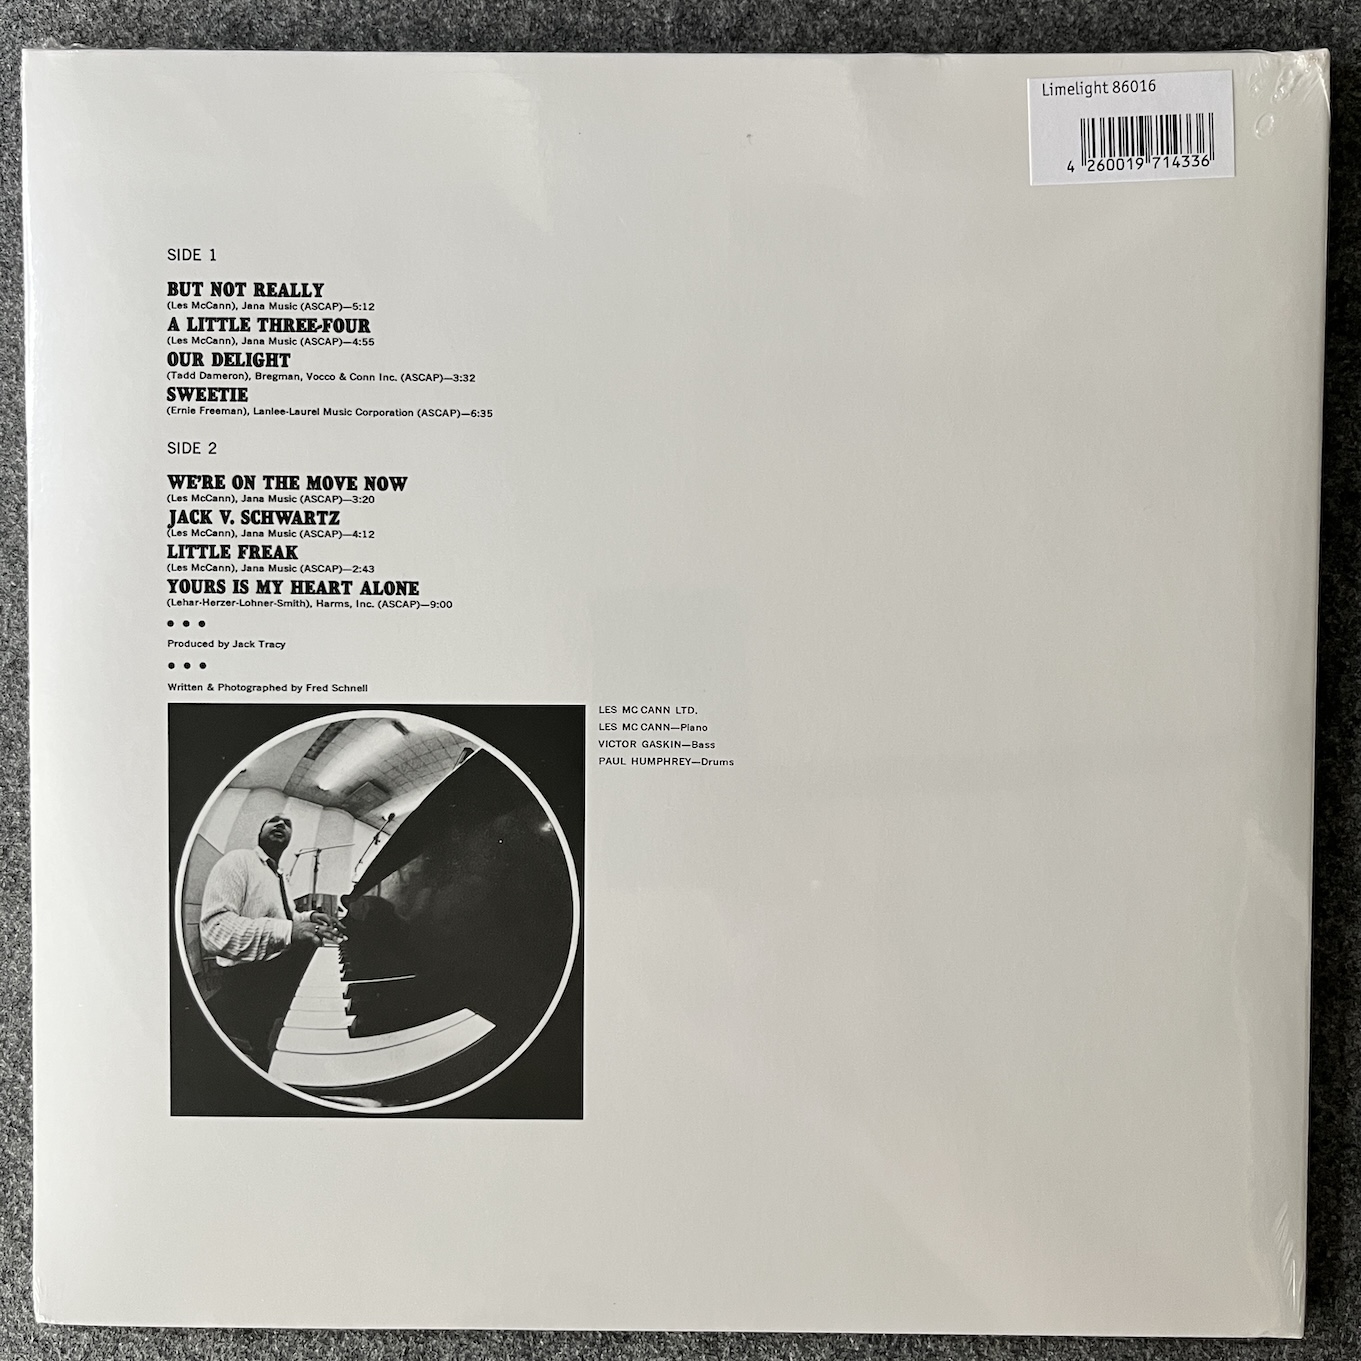 Limelight 86016
4 260019 714336
SIDE 1
BUT NOT REALLY
(Les McCann), Jana Music (ASCAP)—5:12
A LITTLE THREE-FOUR
(Les McCann), Jana Music (ASCAP)—4:55
OUR DELIGHT
(Tadd Dameron), Bregman, Vocco & Conn Inc. (ASCAP)—3:32
SWEETIE
(Ernie Freeman), Lanlee-Laurel Music Corporation (ASCAP)—6:35
SIDE 2
WE'RE ON THE MOVE NOW
(Les McCann), Jana Music (ASCAP)—3:20
JACK V. SCHWARTZ
(Les McCann), Jana Music (ASCAP)—4:12
LITTLE FREAK
(Les McCann), Jana Music (ASCAP)—2:43
YOURS IS MY HEART ALONE
(Lehar-Herzer-Lohner-Smith), Harms, Inc. (ASCAP)—9:00
• • •
Produced by Jack Tracy
• • •
Written & Photographed by Fred Schnell
LES MC CANN LTD.
LES MC CANN—Piano
VICTOR GASKIN—Bass
PAUL HUMPHREY—Drums